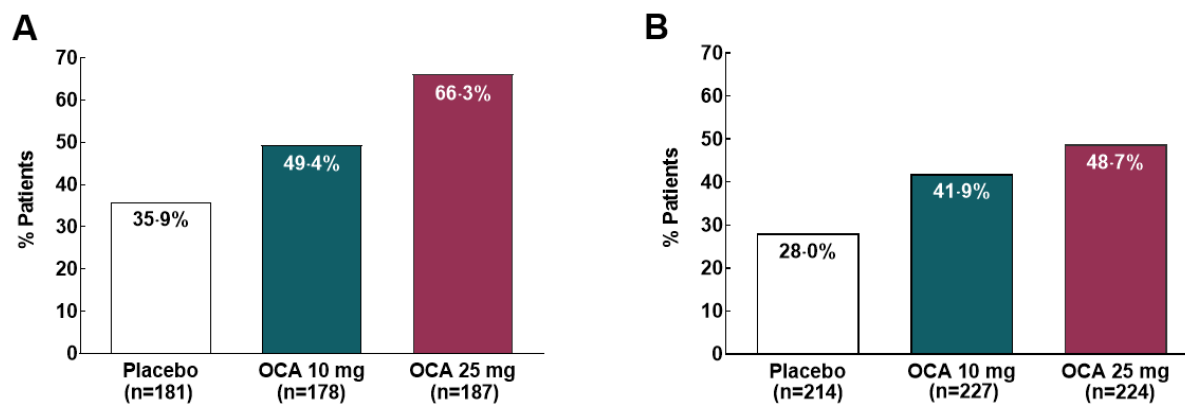 A
% Patients
70
60
50
40
30
20
10
0
35·9%
49·4%
66·3%
Placebo
(n=181)
OCA 10 mg
(n=178)
OCA 25 mg
(n=187)
B
% Patients
70
60
50
40
30
20
10
0
28·0%
41·9%
48·7%
Placebo
(n=214)
OCA 10 mg
(n=227)
OCA 25 mg
(n=224)